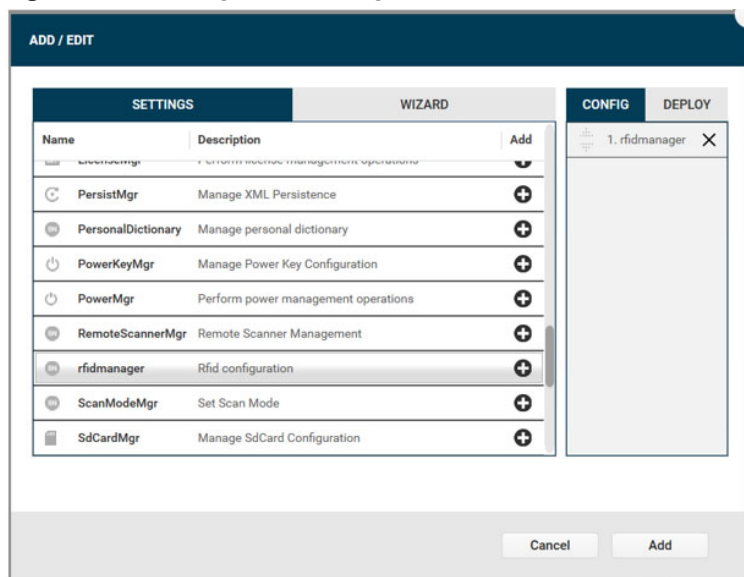 ADD / EDIT
SETTINGS WIZARD CONFIG DEPLOY
Name Description Add
1. rfidmanager
PersistMgr Manage XML Persistence
PersonalDictionary Manage personal dictionary
PowerKeyMgr Manage Power Key Configuration
PowerMgr Perform power management operations
RemoteScannerMgr Remote Scanner Management
rfidmanager Rfid configuration
ScanModeMgr Set Scan Mode
SdCardMgr Manage SdCard Configuration
Cancel Add